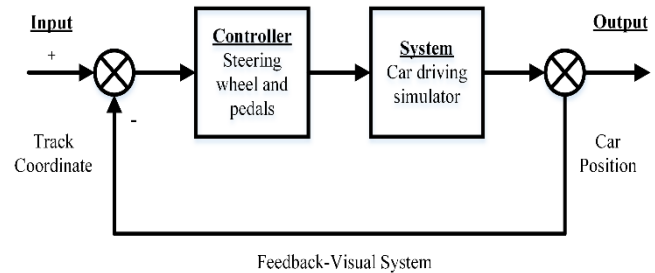 Input
+
-
Track
Coordinate
Controller
Steering
wheel and
pedals
System
Car driving
simulator
Output
Car
Position
Feedback-Visual System